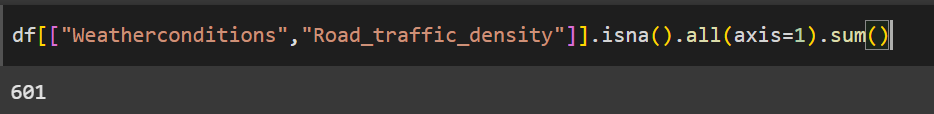 df[["Weatherconditions","Road_traffic_density"]].isna().all(axis=1).sum()
601